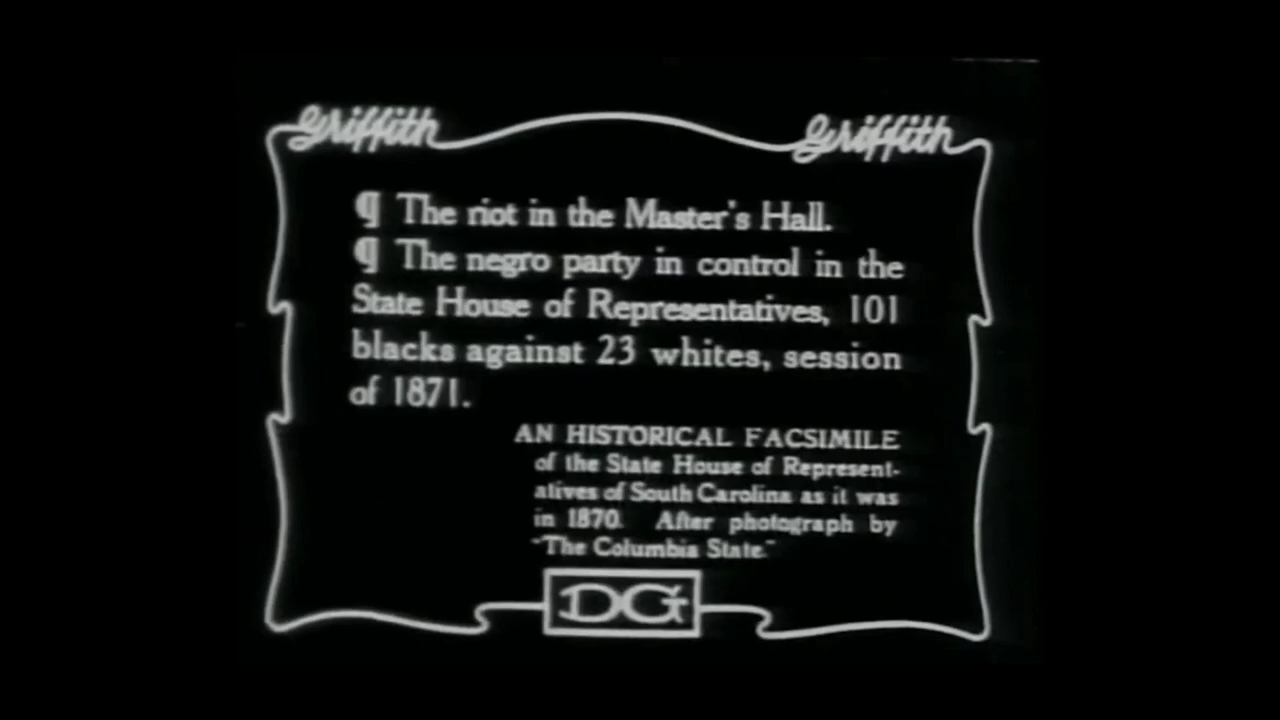 Griffith Griffith
¶ The riot in the Master's Hall.
¶ The negro party in control in the
State House of Representatives, 101
blacks against 23 whites, session
of 1871.
AN HISTORICAL FACSIMILE
of the State House of Represent-
atives of South Carolina as it was
in 1870. After photograph by
"The Columbia State."
DG